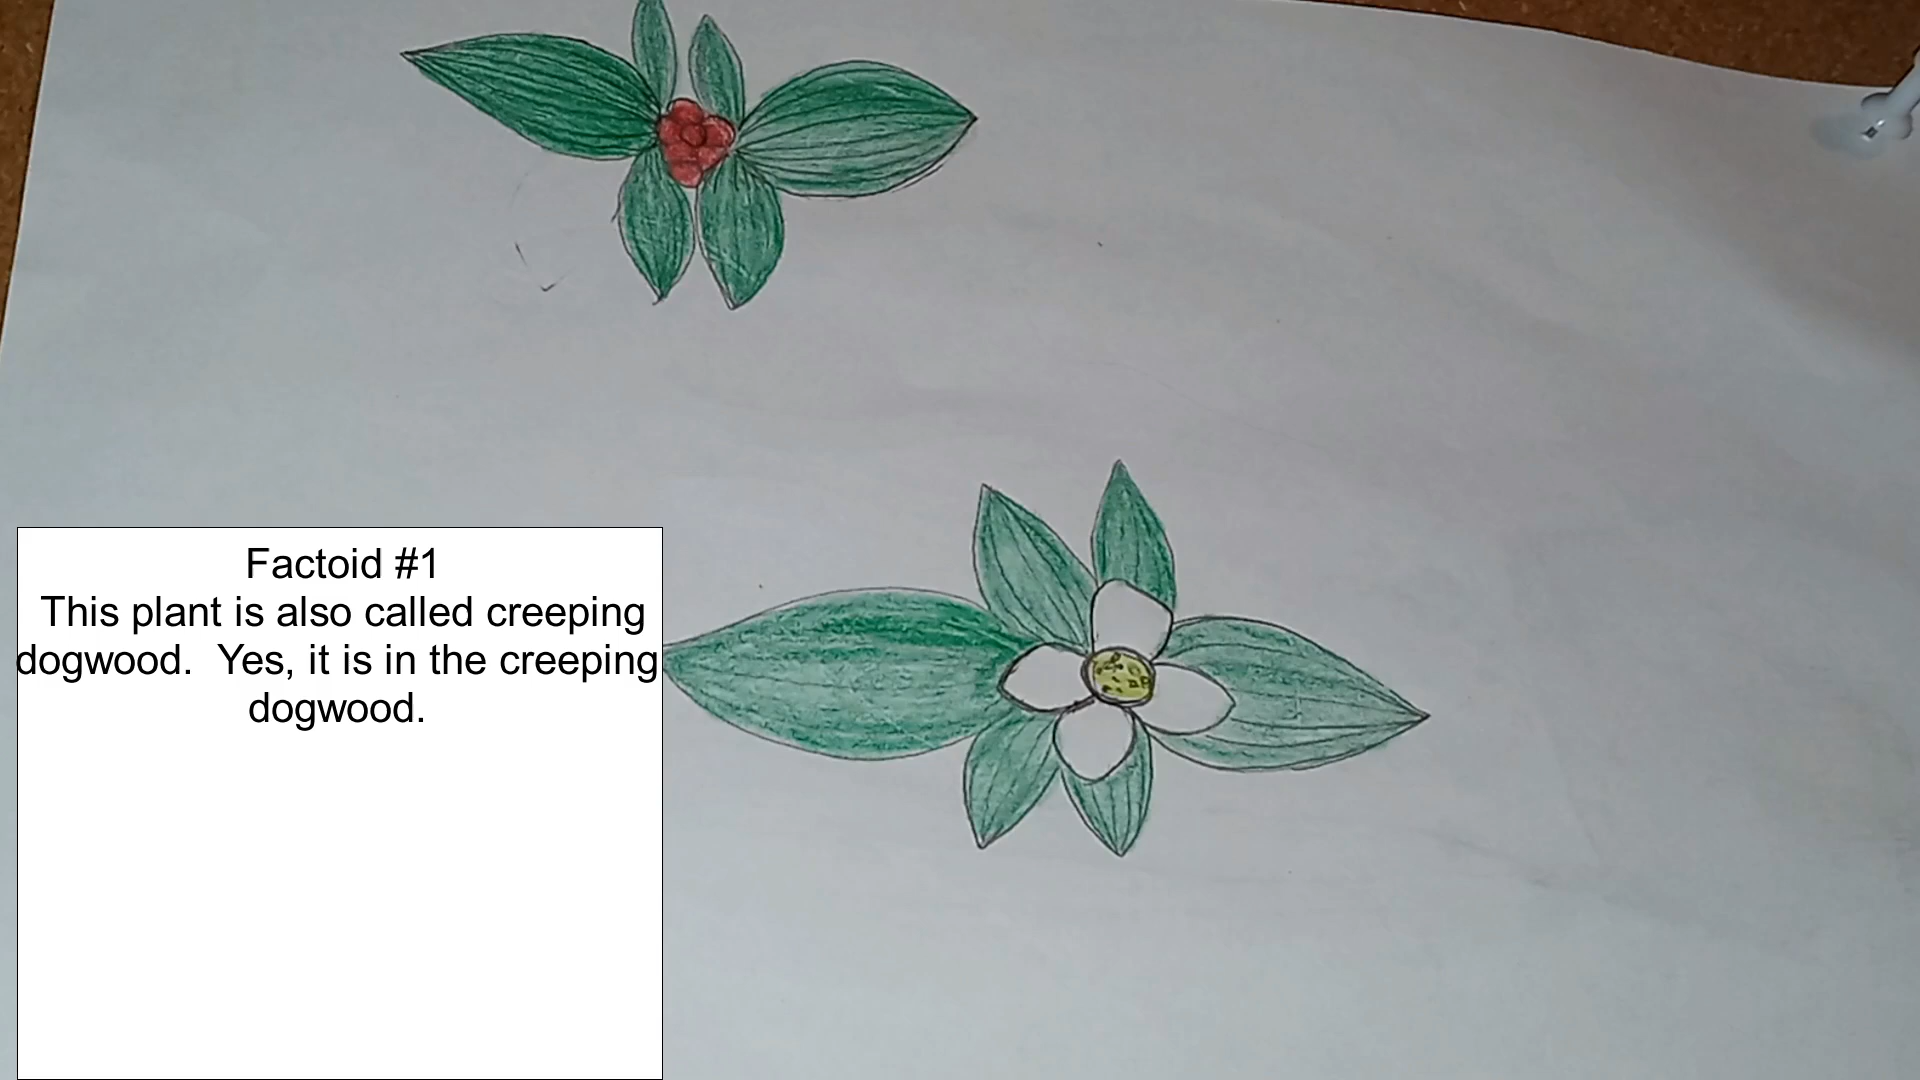 Factoid #1
This plant is also called creeping
dogwood.  Yes, it is in the creeping
dogwood.